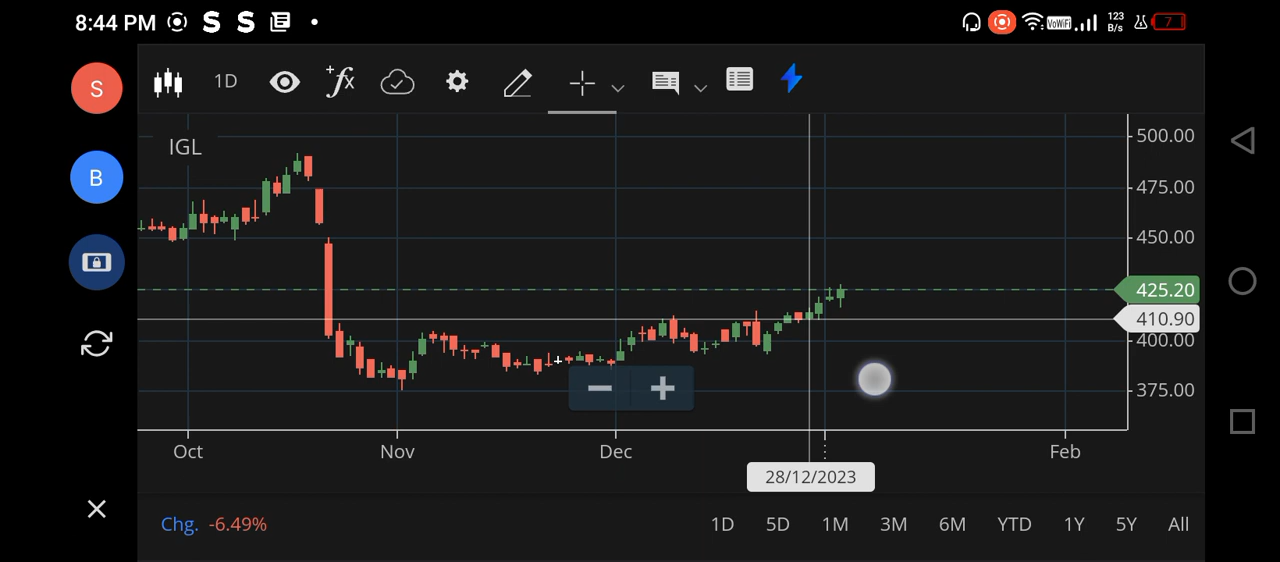 8:44 PM S S VoWiFi 123 B/s 7
S 1D +fx
IGL 500.00
B 475.00
450.00
425.20
410.90
400.00
375.00
Oct Nov Dec Feb
28/12/2023
Chg. -6.49% 1D 5D 1M 3M 6M YTD 1Y 5Y All